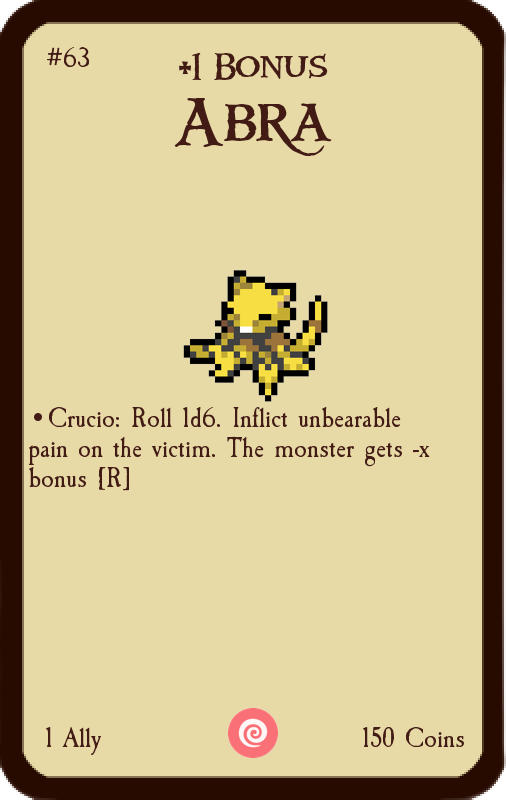 #63
+1 Bonus
Abra
•Crucio: Roll 1d6. Inflict unbearable
pain on the victim. The monster gets -x
bonus [R]
1 Ally
150 Coins